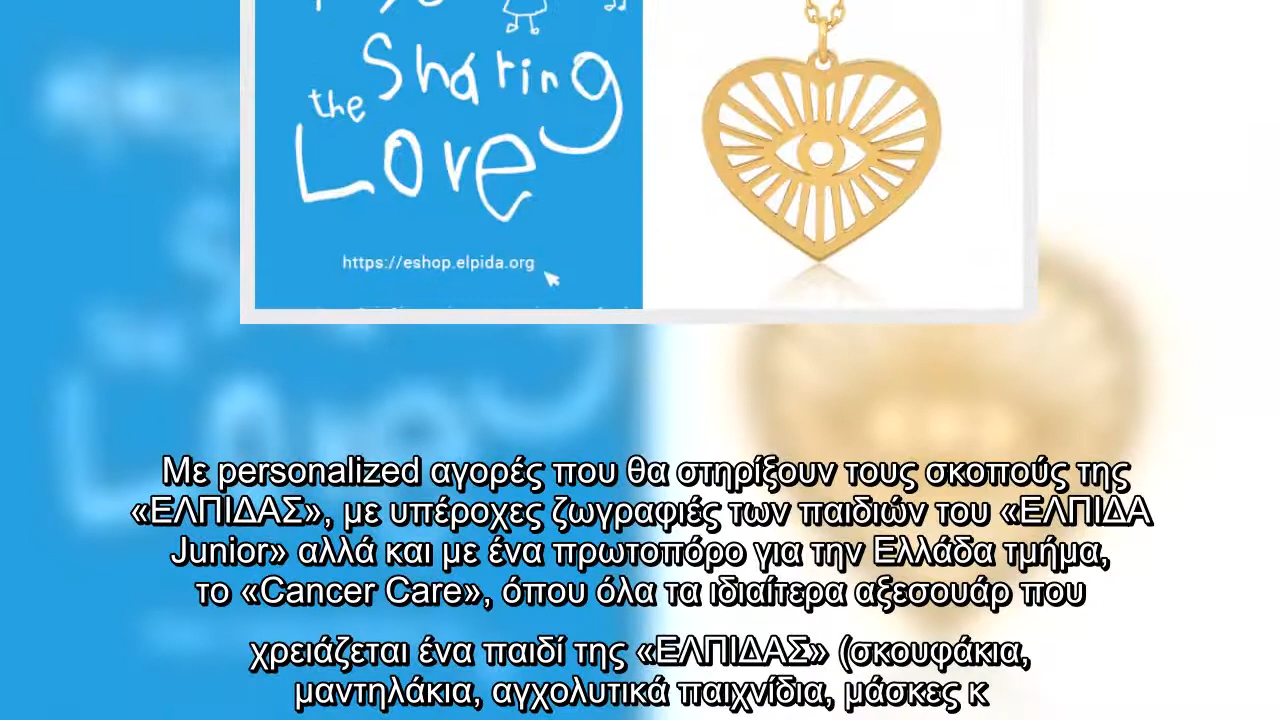 Sharing
the
Love
https://eshop.elpida.org
Με personalized αγορές που θα στηρίξουν τους σκοπούς της
«ΕΛΠΙΔΑΣ», με υπέροχες ζωγραφιές των παιδιών του «ΕΛΠΙΔΑ
Junior» αλλά και με ένα πρωτοπόρο για την Ελλάδα τμήμα,
το «Cancer Care», όπου όλα τα ιδιαίτερα αξεσουάρ που
χρειάζεται ένα παιδί της «ΕΛΠΙΔΑΣ» (σκουφάκια,
μαντηλάκια, αγχολυτικά παιχνίδια, μάσκες κ